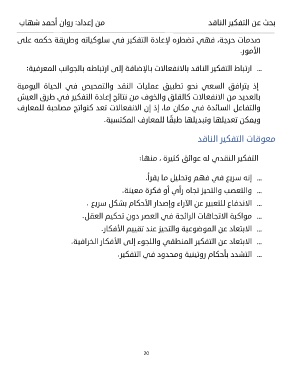 بحث عن التفكير الناقد من إعداد: روان أحمد شهاب
صدمات حرجة، فهي تضطره لإعادة التفكير في سلوكياته وطريقة حكمه على
الأمور.
... ارتباط التفكير الناقد بالانفعالات بالإضافة إلى ارتباطه بالجوانب المعرفية:
إذ يترافق السعي نحو تطبيق عمليات النقد والتمحيص في الحياة اليومية
بالعديد من الانفعالات كالقلق والخوف من نتائج إعادة التفكير في طرق العيش
والتفاعل السائدة في مكان ما، إذ إن الانفعالات تعد كنواتج مصاحبة للمعارف
ويمكن تعديلها وتبديلها طبقًا للمعارف المكتسبة.
معوقات التفكير الناقد
التفكير النقدي له عوائق كثيرة ، منها:
... إنه سريع في فهم وتحليل ما يقرأ.
... والتعصب والتحيز تجاه رأي أو فكرة معينة.
... الاندفاع للتعبير عن الآراء وإصدار الأحكام بشكل سريع .
... مواكبة الاتجاهات الرائجة في العصر دون تحكيم العقل.
... الابتعاد عن الموضوعية والتحيز عند تقييم الأفكار.
... الابتعاد عن التفكير المنطقي واللجوء إلى الأفكار الخرافية.
... التشدد بأحكام روتينية ومحدود في التفكير.
20